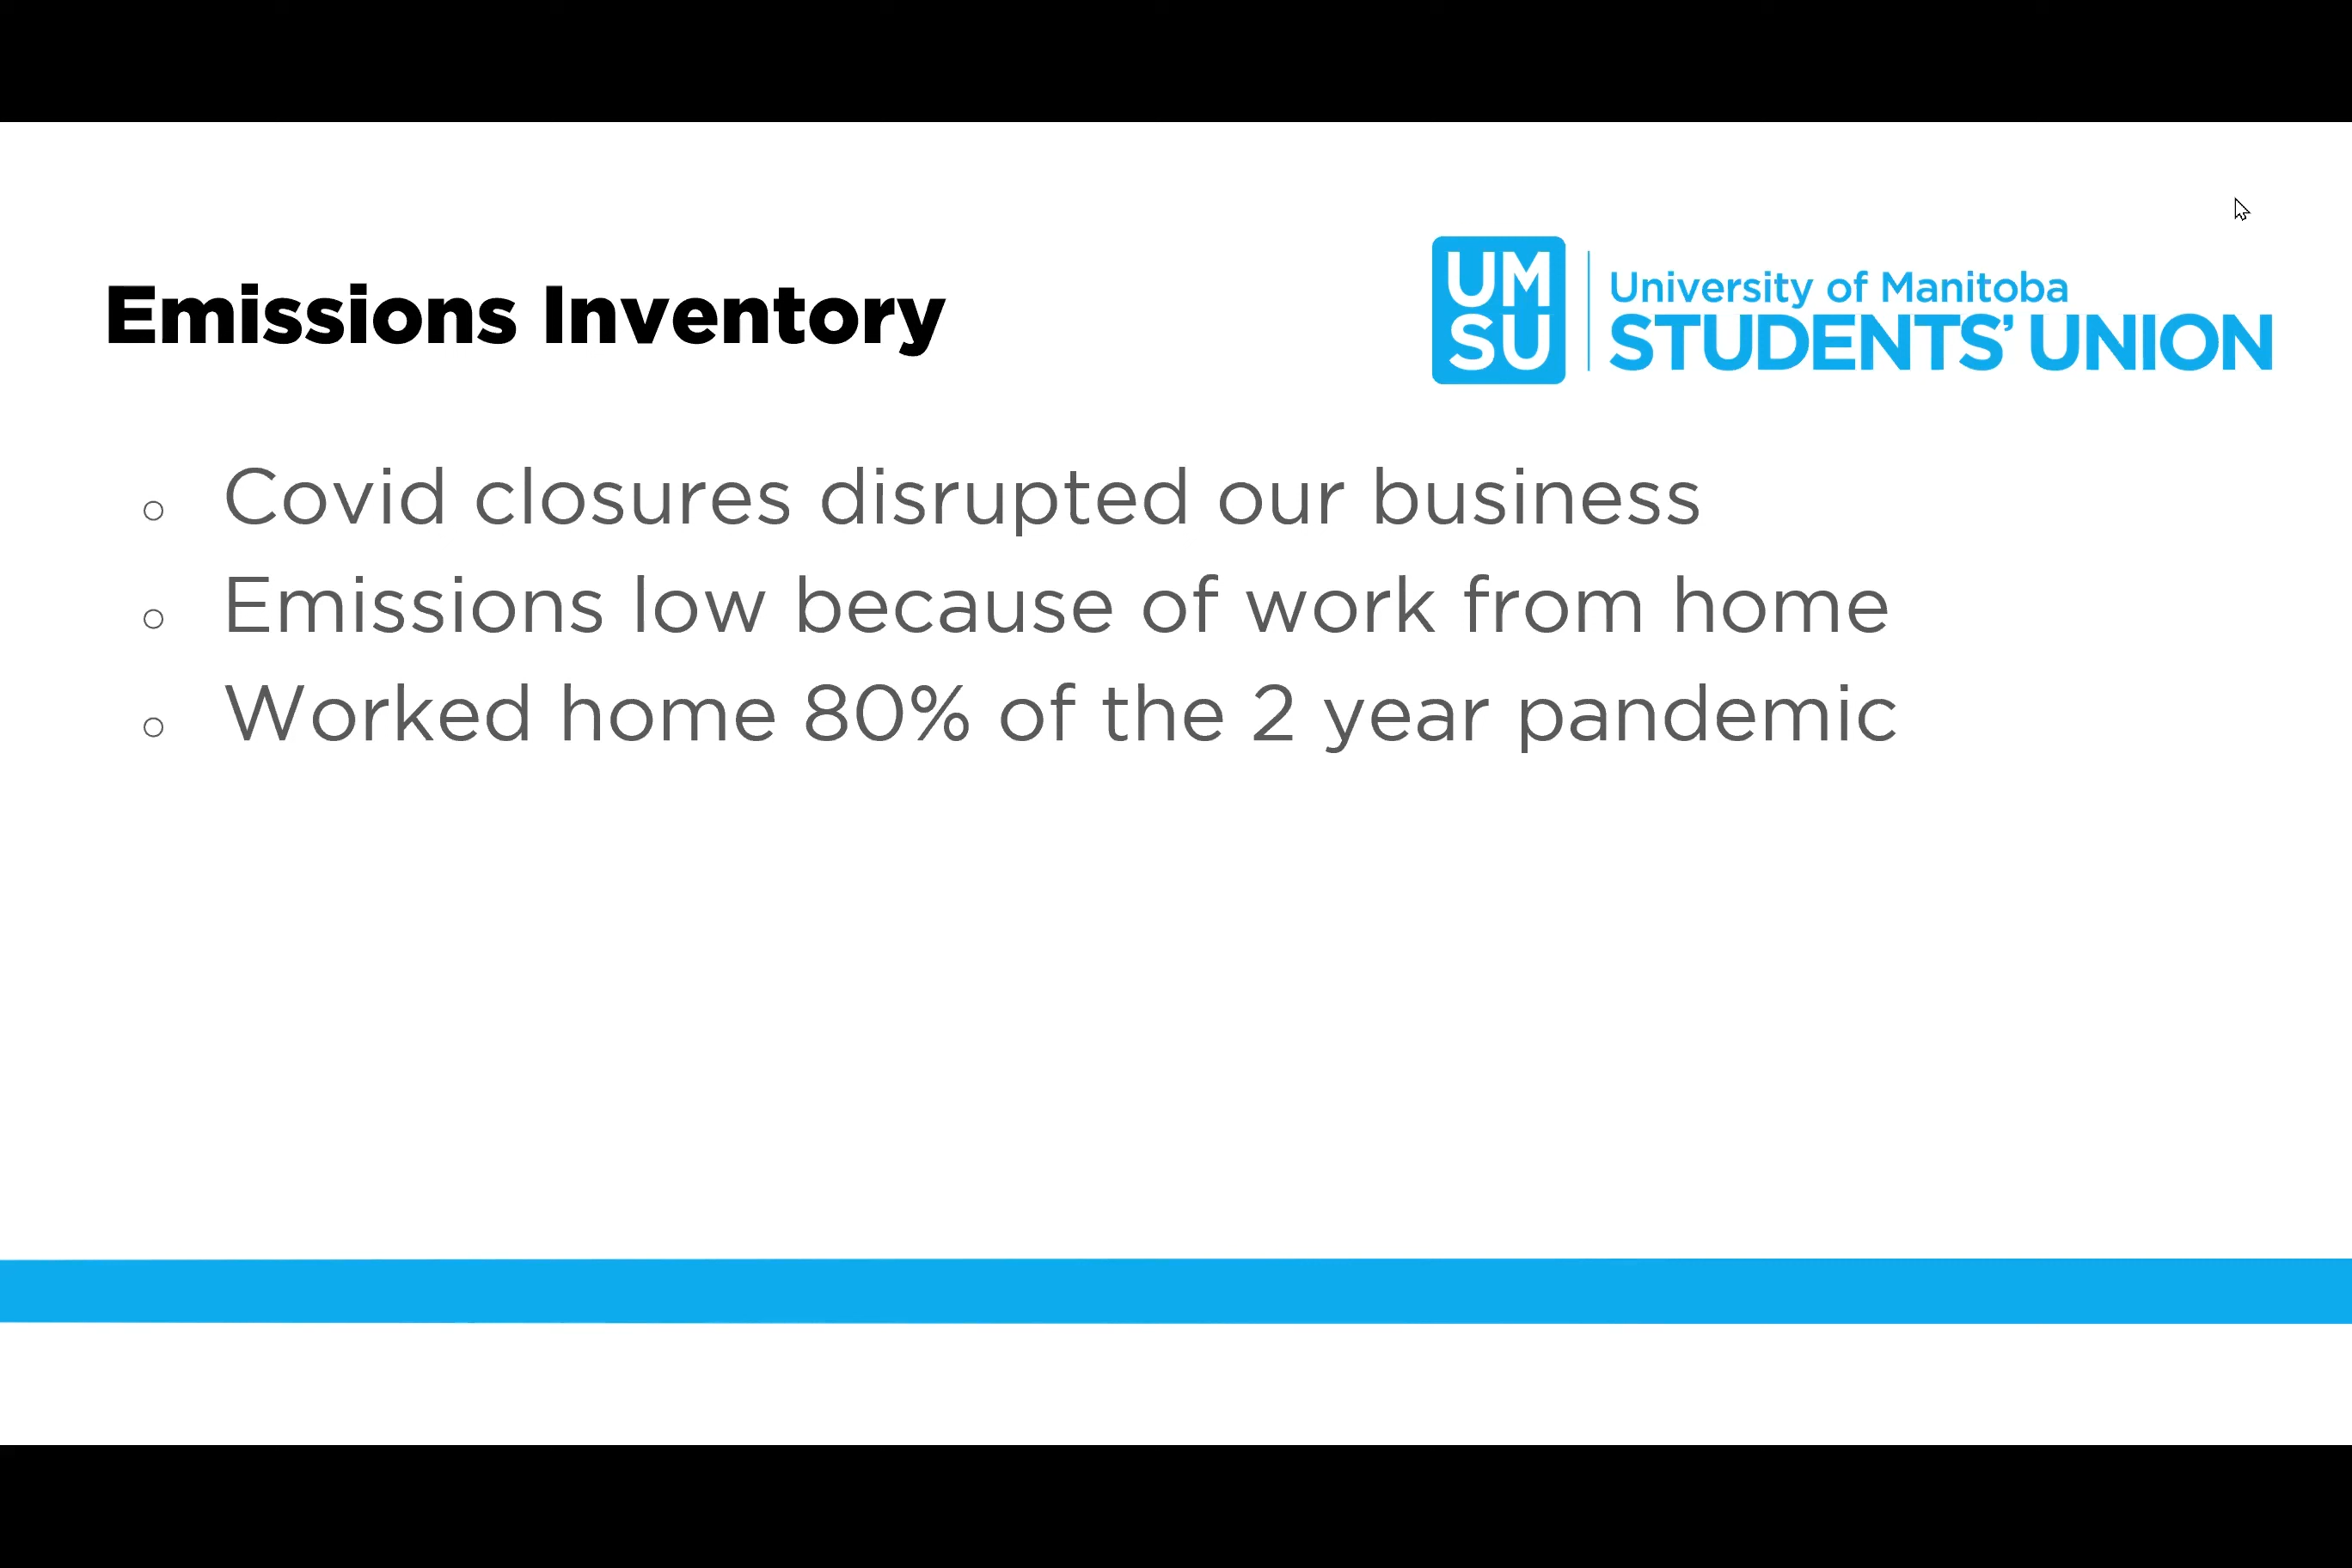 Emissions Inventory
UM
SU
University of Manitoba
STUDENTS' UNION
Covid closures disrupted our business
Emissions low because of work from home
Worked home 80% of the 2 year pandemic